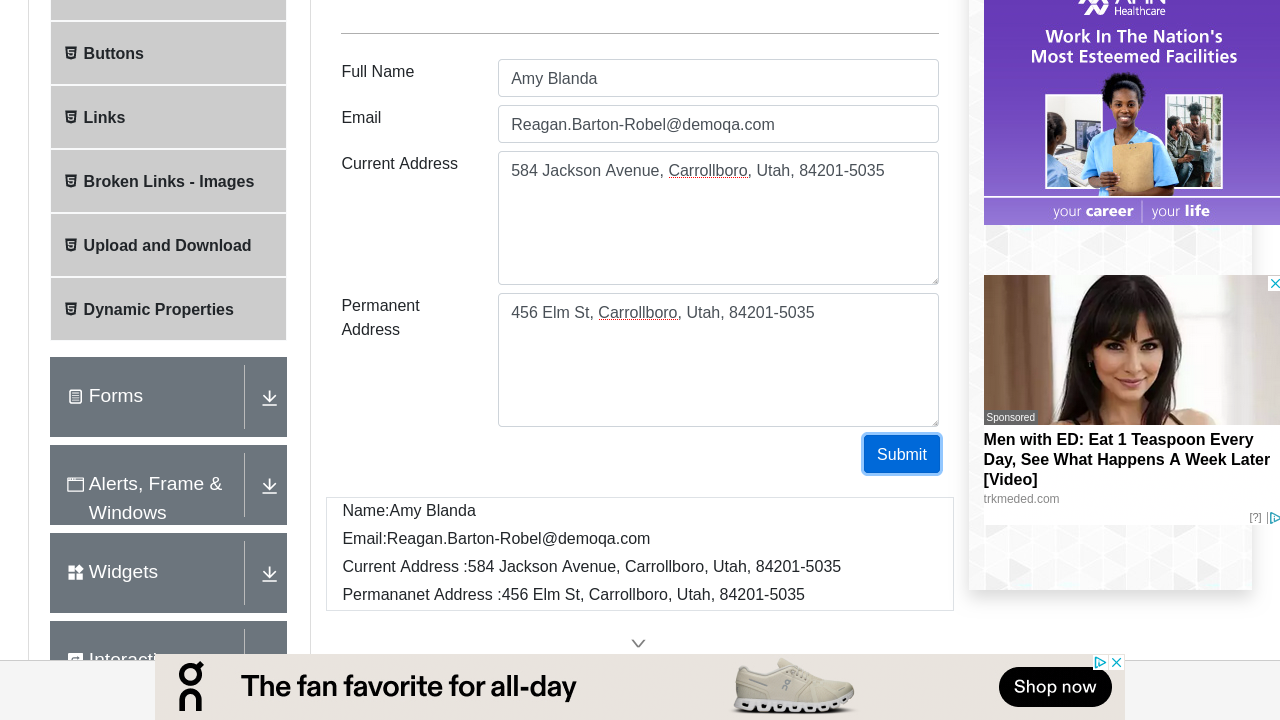 Buttons
Links
Broken Links - Images
Upload and Download
Dynamic Properties
Forms
Alerts, Frame &
Windows
Widgets
Full Name
Amy Blanda
Email
Reagan.Barton-Robel@demoqa.com
Current Address
584 Jackson Avenue, Carrollboro, Utah, 84201-5035
Permanent
Address
456 Elm St, Carrollboro, Utah, 84201-5035
Submit
Name:Amy Blanda
Email:Reagan.Barton-Robel@demoqa.com
Current Address :584 Jackson Avenue, Carrollboro, Utah, 84201-5035
Permananet Address :456 Elm St, Carrollboro, Utah, 84201-5035
Healthcare
Work In The Nation's
Most Esteemed Facilities
your career | your life
Sponsored
Men with ED: Eat 1 Teaspoon Every
Day, See What Happens A Week Later
[Video]
trkmeded.com
[?]
on
The fan favorite for all-day
Shop now